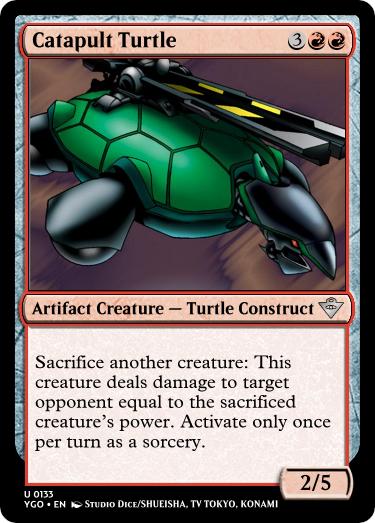 Catapult Turtle 3
Artifact Creature — Turtle Construct
Sacrifice another creature: This
creature deals damage to target
opponent equal to the sacrificed
creature's power. Activate only once
per turn as a sorcery.
2/5
U 0133
YGO • EN Studio Dice/SHUEISHA, TV TOKYO, KONAMI